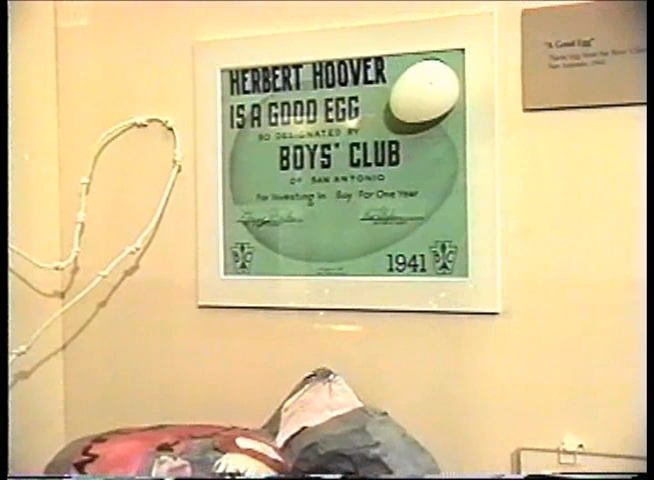 HERBERT HOOVER
IS A GOOD EGG
SO DESIGNATED BY
BOYS' CLUB
OF SAN ANTONIO
For Investing In Boy For One Year
1941
"A Good Egg"